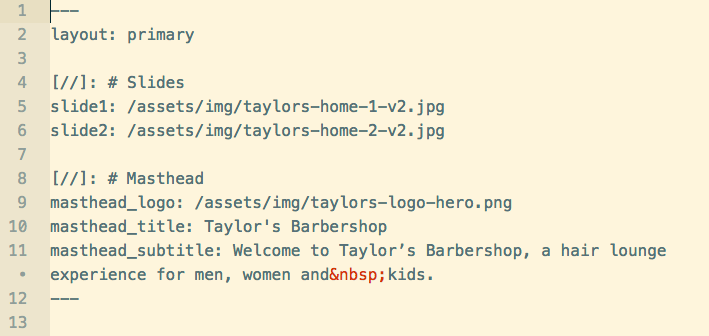 1 ---
2 layout: primary
3
4 [//]: # Slides
5 slide1: /assets/img/taylors-home-1-v2.jpg
6 slide2: /assets/img/taylors-home-2-v2.jpg
7
8 [//]: # Masthead
9 masthead_logo: /assets/img/taylors-logo-hero.png
10 masthead_title: Taylor's Barbershop
11 masthead_subtitle: Welcome to Taylor’s Barbershop, a hair lounge
• experience for men, women and&nbsp;kids.
12 ---
13